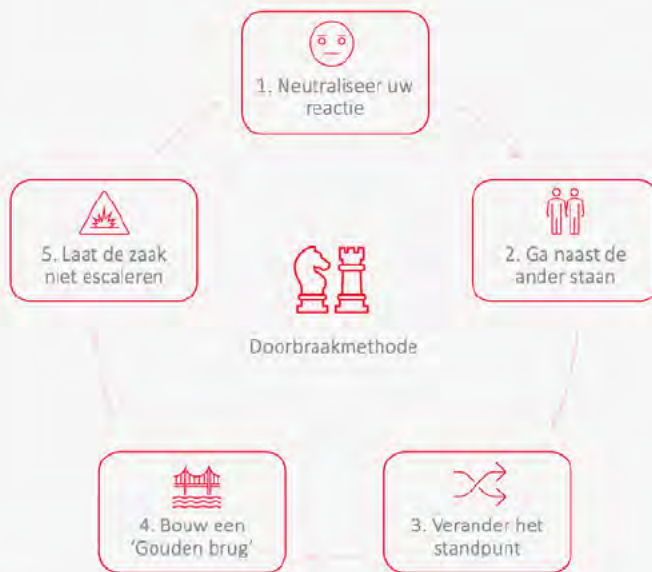 1. Neutraliseer uw
reactie
2. Ga naast de
ander staan
3. Verander het
standpunt
4. Bouw een
'Gouden brug'
5. Laat de zaak
niet escaleren
Doorbraakmethode